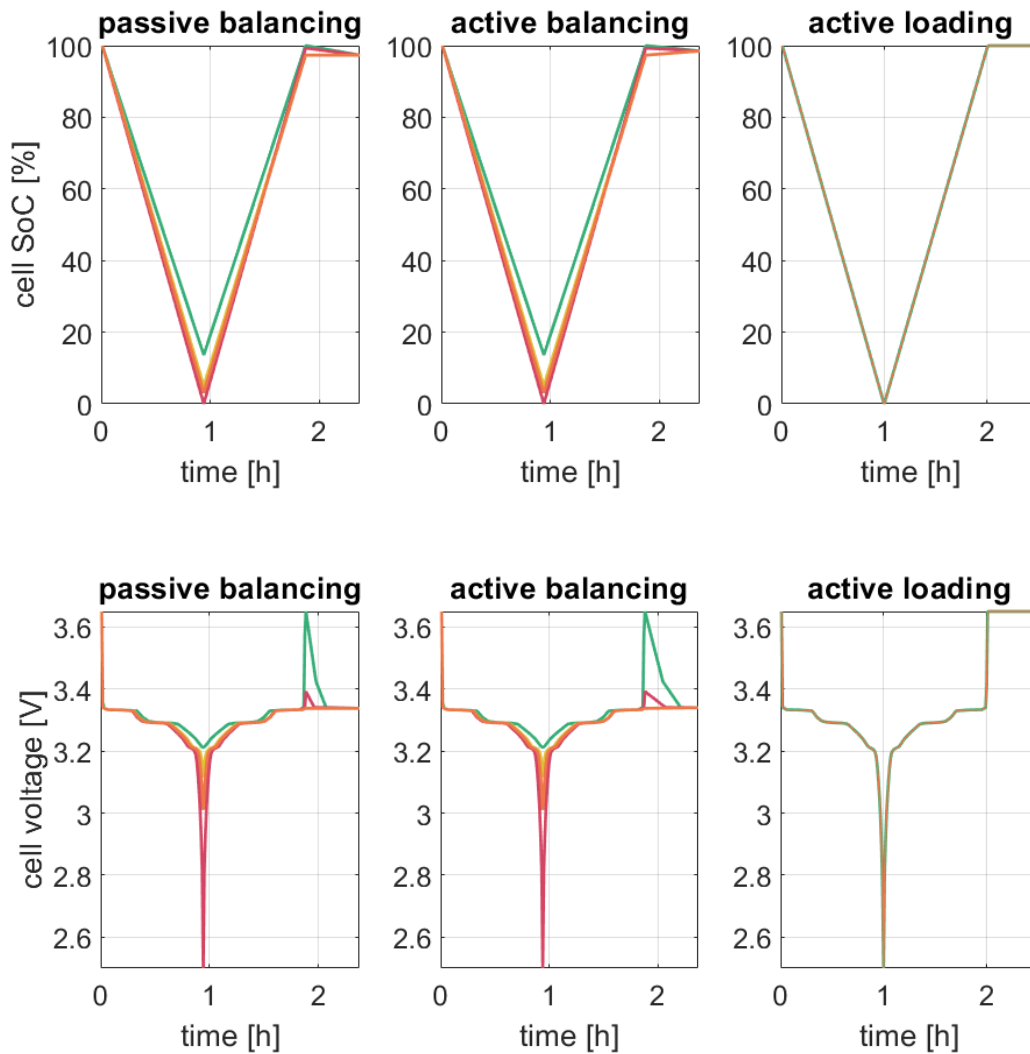 passive balancing active balancing active loading
100 100 100
80 80 80
60 60 60
40 40 40
20 20 20
0 0 0
cell SoC [%]
0 1 2 0 1 2 0 1 2
time [h] time [h] time [h]
passive balancing active balancing active loading
3.6 3.6 3.6
3.4 3.4 3.4
3.2 3.2 3.2
3 3 3
2.8 2.8 2.8
2.6 2.6 2.6
cell voltage [V]
0 1 2 0 1 2 0 1 2
time [h] time [h] time [h]